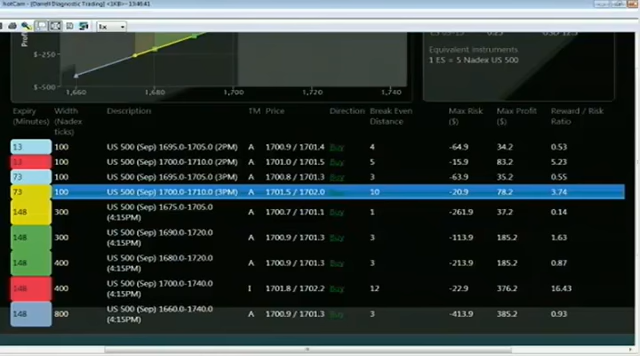 HotCam - [Darrell Diagnostic Trading] <1KB> - 13:46:41
1x
$-250
$-500
1,660 1,680 1,700 1,720 1,740
Equivalent Instruments
1 ES = 5 Nadex US 500
Expiry (Minutes) Width (Nadex ticks) Description TM Price Direction Break Even Distance Max Risk ($) Max Profit ($) Reward / Risk Ratio
13 100 US 500 (Sep) 1695.0-1705.0 (2PM) A 1700.9 / 1701.4 Buy 4 -64.9 34.2 0.53
13 100 US 500 (Sep) 1700.0-1710.0 (2PM) A 1701.0 / 1701.5 Buy 5 -15.9 83.2 5.23
73 100 US 500 (Sep) 1695.0-1705.0 (3PM) A 1700.8 / 1701.3 Buy 3 -63.9 35.2 0.55
73 100 US 500 (Sep) 1700.0-1710.0 (3PM) A 1701.5 / 1702.0 10 -20.9 78.2 3.74
148 300 US 500 (Sep) 1675.0-1705.0 (4:15PM) A 1700.7 / 1701.1 Buy 1 -261.9 37.2 0.14
148 300 US 500 (Sep) 1690.0-1720.0 (4:15PM) A 1700.9 / 1701.3 Buy 3 -113.9 185.2 1.63
148 400 US 500 (Sep) 1680.0-1720.0 (4:15PM) A 1700.9 / 1701.3 Buy 3 -213.9 185.2 0.87
148 400 US 500 (Sep) 1700.0-1740.0 (4:15PM) I 1701.8 / 1702.2 Buy 12 -22.9 376.2 16.43
148 800 US 500 (Sep) 1660.0-1740.0 (4:15PM) A 1700.9 / 1701.3 Buy 3 -413.9 385.2 0.93